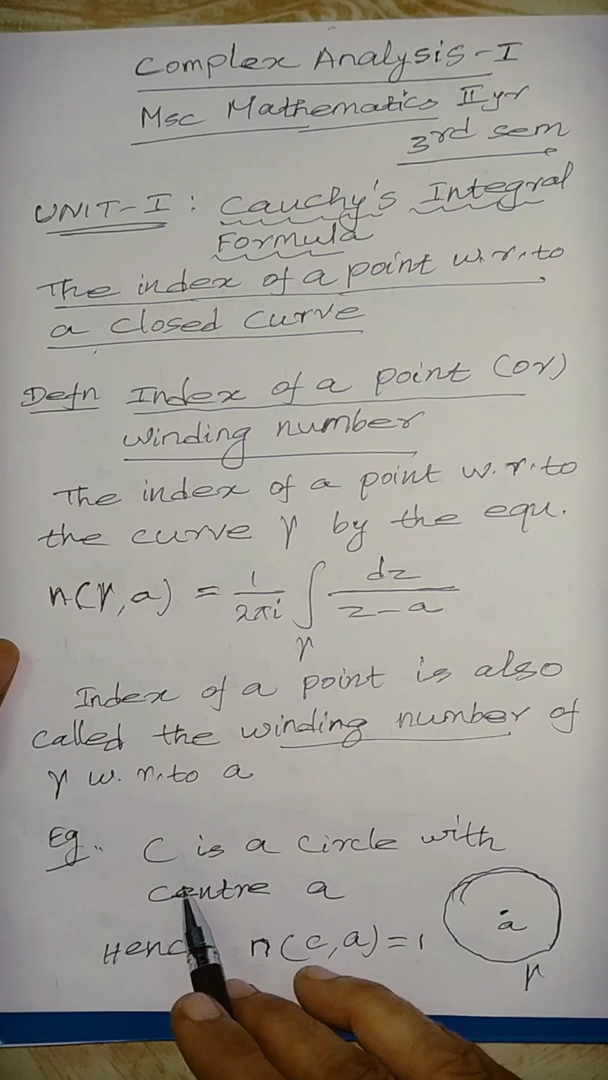 Complex Analysis-I
Msc Mathematics II yr
3rd sem
UNIT-I : Cauchy's Integral
Formula
The index of a point w.r.to
a closed curve
Defn Index of a point (or)
winding number
The index of a point w.r.to
the curve γ by the equ.
n(γ,a) = 1/2πi ∫γ dz/z-a
Index of a point is also
called the winding number of
γ w.r.to a
Eg. C is a circle with
centre a
Henc n(c,a)=1
a
γ